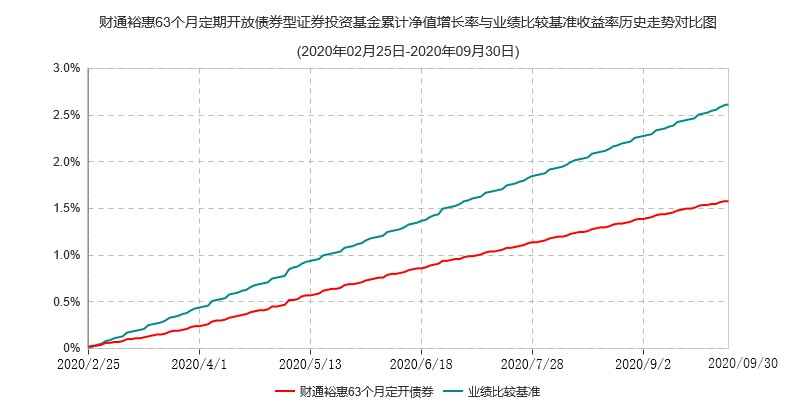 财通裕惠63个月定期开放债券型证券投资基金累计净值增长率与业绩比较基准收益率历史走势对比图
(2020年02月25日-2020年09月30日)
3.0%
2.5%
2.0%
1.5%
1.0%
0.5%
0%
2020/2/25 2020/4/1 2020/5/13 2020/6/18 2020/7/28 2020/9/2 2020/09/30
财通裕惠63个月定开债券 业绩比较基准